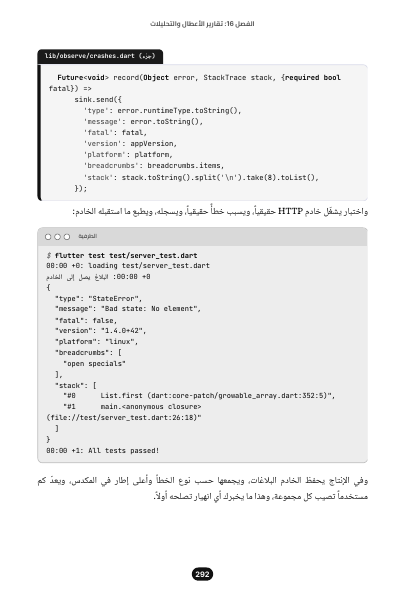 الفصل 16: تقارير الأعطال والتحليلات
lib/observe/crashes.dart (جزء)
Future<void> record(Object error, StackTrace stack, {required bool
fatal}) =>
sink.send({
'type': error.runtimeType.toString(),
'message': error.toString(),
'fatal': fatal,
'version': appVersion,
'platform': platform,
'breadcrumbs': breadcrumbs.items,
'stack': stack.toString().split('\n').take(8).toList(),
});
واختبار يشغّل خادم HTTP حقيقياً، ويسبب خطأً حقيقياً، ويسجله، ويطبع ما استقبله الخادم:
الطرفية
$ flutter test test/server_test.dart
00:00 +0: loading test/server_test.dart
00:00 +0: البلاغ يصل إلى الخادم
{
"type": "StateError",
"message": "Bad state: No element",
"fatal": false,
"version": "1.4.0+42",
"platform": "linux",
"breadcrumbs": [
"open specials"
],
"stack": [
"#0      List.first (dart:core-patch/growable_array.dart:352:5)",
"#1      main.<anonymous closure>
(file://test/server_test.dart:26:18)"
]
}
00:00 +1: All tests passed!
وفي الإنتاج يحفظ الخادم البلاغات، ويجمعها حسب نوع الخطأ وأعلى إطار في المكدس، ويعدّ كم
مستخدماً تصيب كل مجموعة، وهذا ما يخبرك أي انهيار تصلحه أولاً.
292